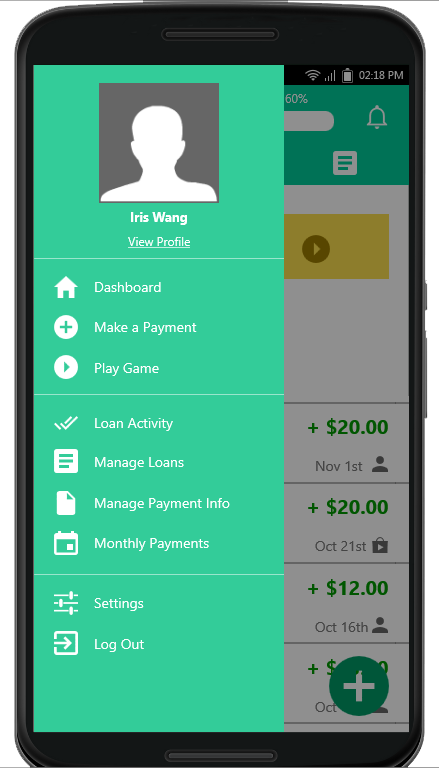 02:18 PM
60%
Iris Wang
View Profile
Dashboard
Make a Payment
Play Game
Loan Activity
Manage Loans
Manage Payment Info
Monthly Payments
Settings
Log Out
+ $20.00
Nov 1st
+ $20.00
Oct 21st
+ $12.00
Oct 16th
Oct